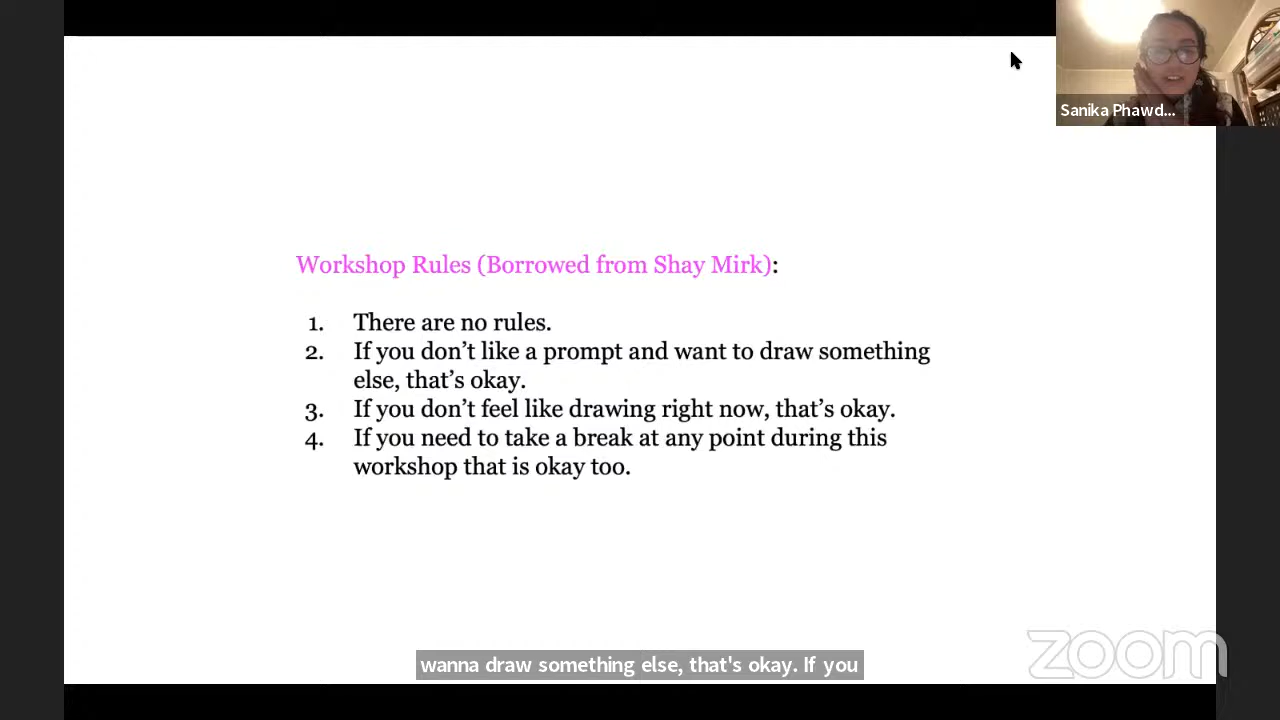 Sanika Phawd...
Workshop Rules (Borrowed from Shay Mirk):
1. There are no rules.
2. If you don’t like a prompt and want to draw something
else, that’s okay.
3. If you don’t feel like drawing right now, that’s okay.
4. If you need to take a break at any point during this
workshop that is okay too.
wanna draw something else, that's okay. If you
zoom